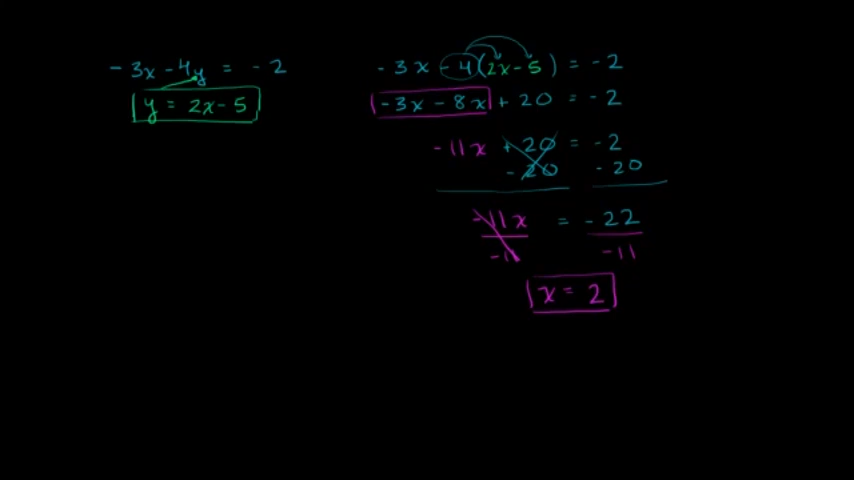 -3x - 4y = -2
y = 2x - 5
-3x - 4(2x - 5) = -2
-3x - 8x + 20 = -2
-11x + 20 = -2
- 20 - 20
-11x = -22
-11 -11
x = 2